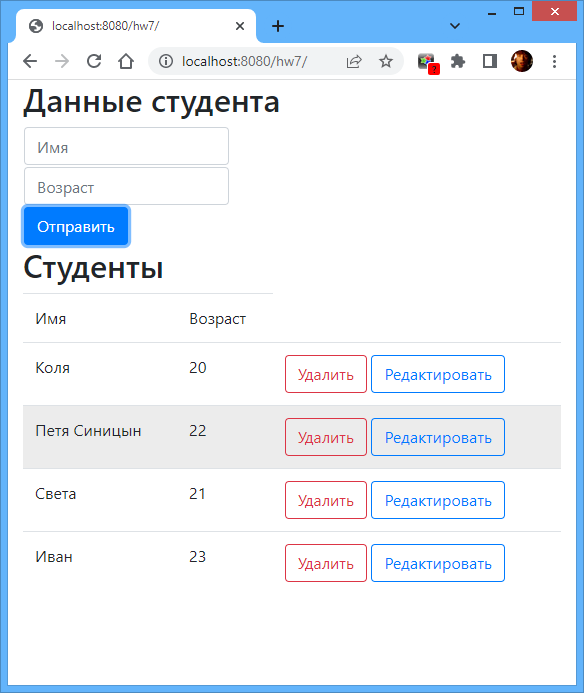 localhost:8080/hw7/
localhost:8080/hw7/
Данные студента
Имя
Возраст
Отправить
Студенты
Имя Возраст
Коля 20 Удалить Редактировать
Петя Синицын 22 Удалить Редактировать
Света 21 Удалить Редактировать
Иван 23 Удалить Редактировать